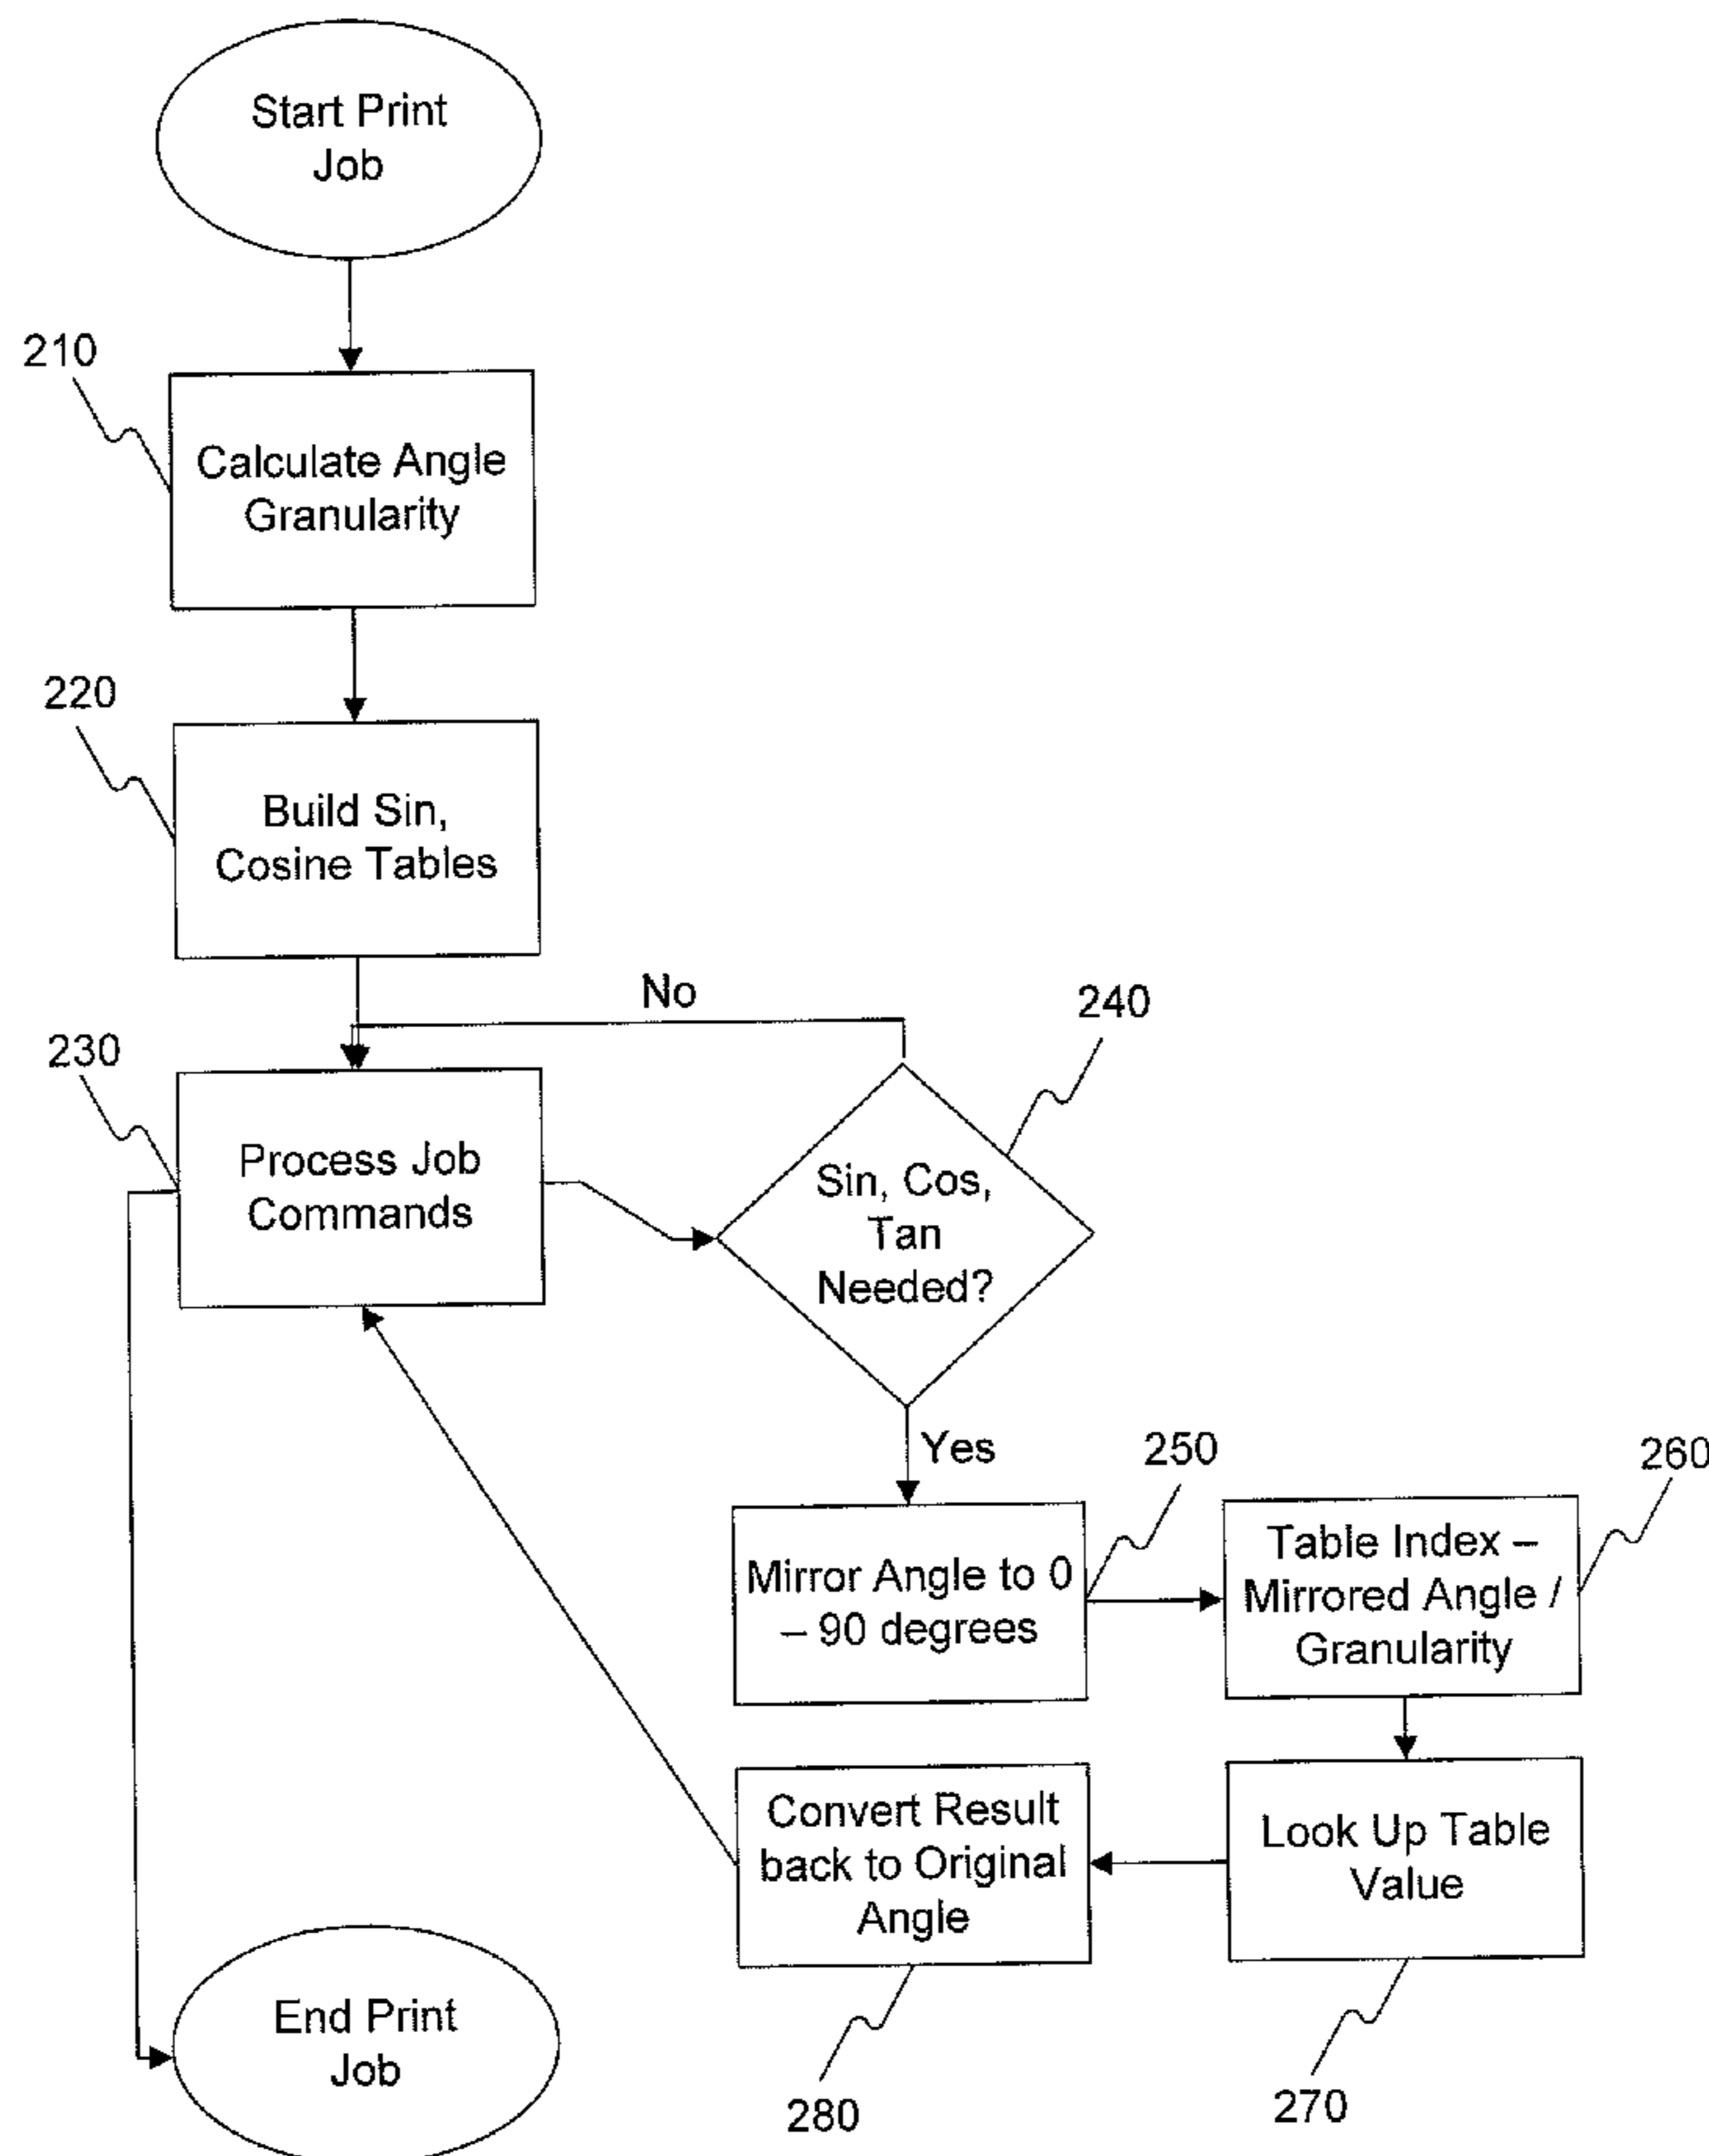 Start Print
Job
210
Calculate Angle
Granularity
220
Build Sin,
Cosine Tables
No
240
230
Process Job
Commands
Sin, Cos,
Tan
Needed?
Yes
250
260
Mirror Angle to 0
– 90 degrees
Table Index –
Mirrored Angle /
Granularity
Convert Result
back to Original
Angle
Look Up Table
Value
End Print
Job
280
270